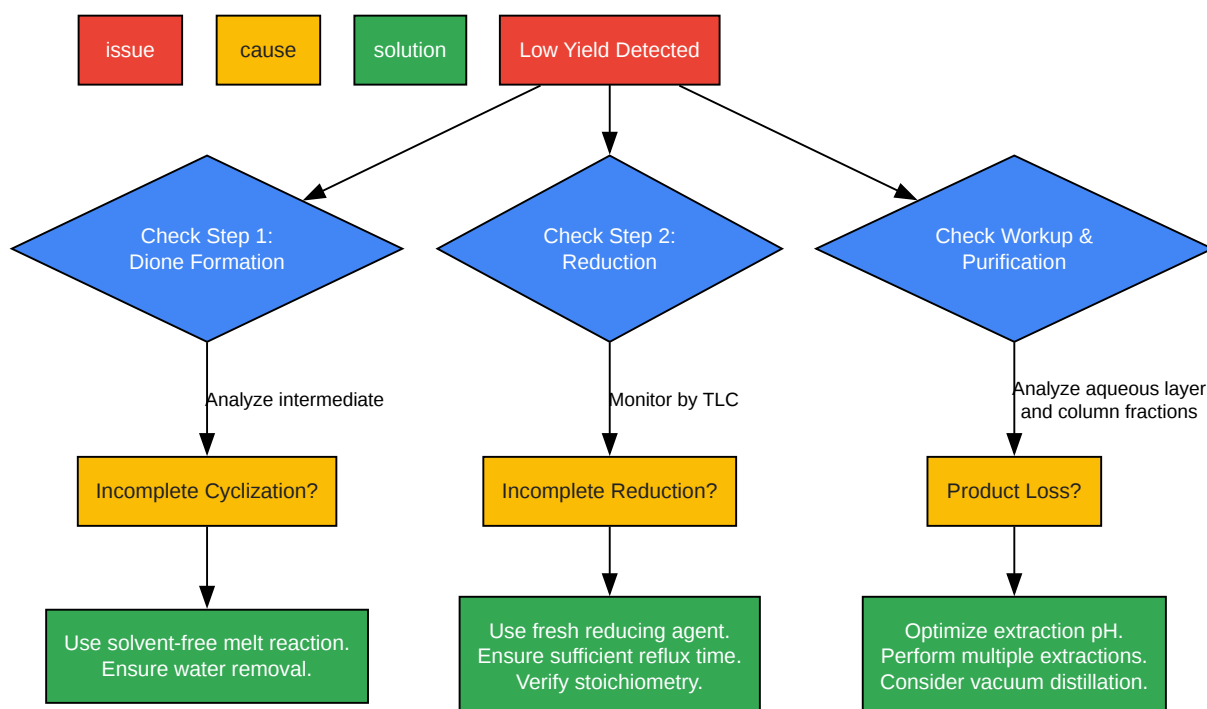 issue
cause
solution
Low Yield Detected
Check Step 1:
Dione Formation
Check Step 2:
Reduction
Check Workup &
Purification
Analyze intermediate
Monitor by TLC
Analyze aqueous layer
and column fractions
Incomplete Cyclization?
Incomplete Reduction?
Product Loss?
Use solvent-free melt reaction.
Ensure water removal.
Use fresh reducing agent.
Ensure sufficient reflux time.
Verify stoichiometry.
Optimize extraction pH.
Perform multiple extractions.
Consider vacuum distillation.